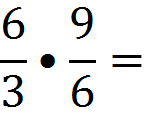 6/3 • 9/6 =